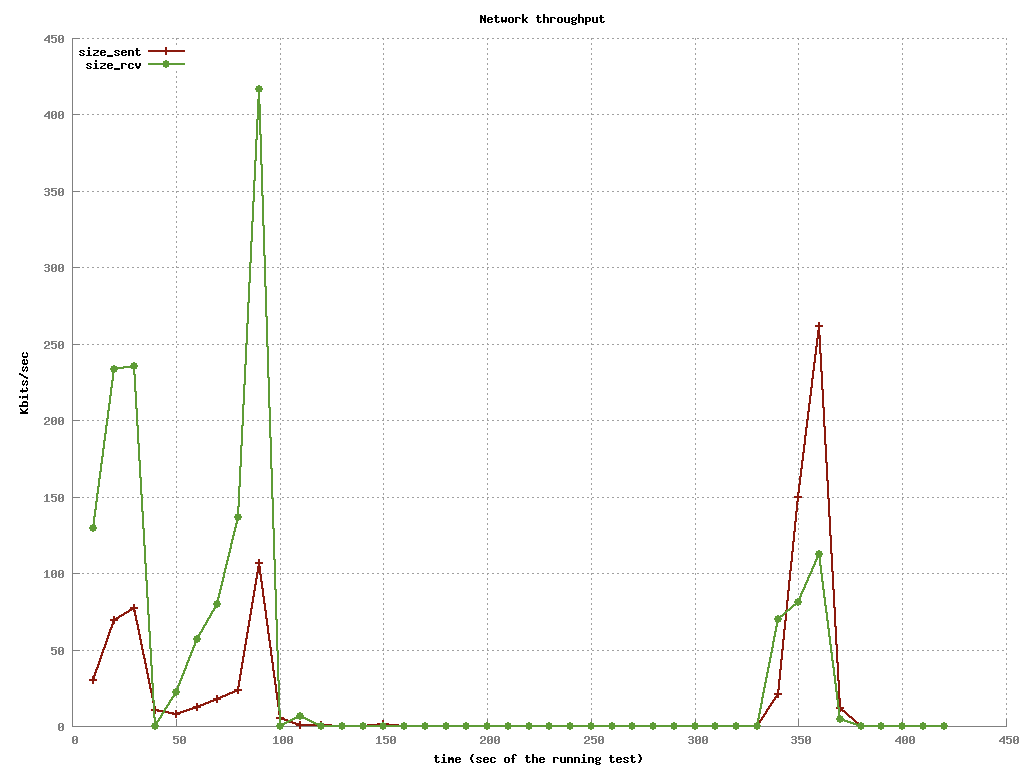 Network throughput
size_sent
size_rcv
450
400
350
300
250
200
150
100
50
0
Kbits/sec
0 50 100 150 200 250 300 350 400 450
time (sec of the running test)